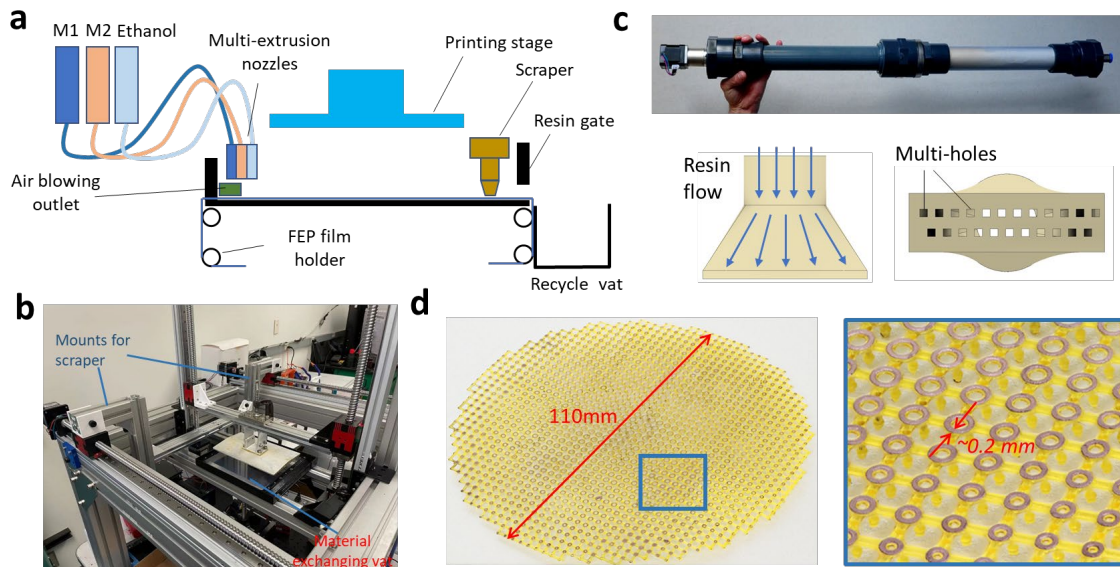 a
M1 M2 Ethanol
Multi-extrusion
nozzles
Printing stage
Scraper
Resin gate
Air blowing
outlet
FEP film
holder
Recycle vat
b
Mounts for
scraper
Material
exchanging vat
c
Resin
flow
Multi-holes
d
110mm
~0.2 mm